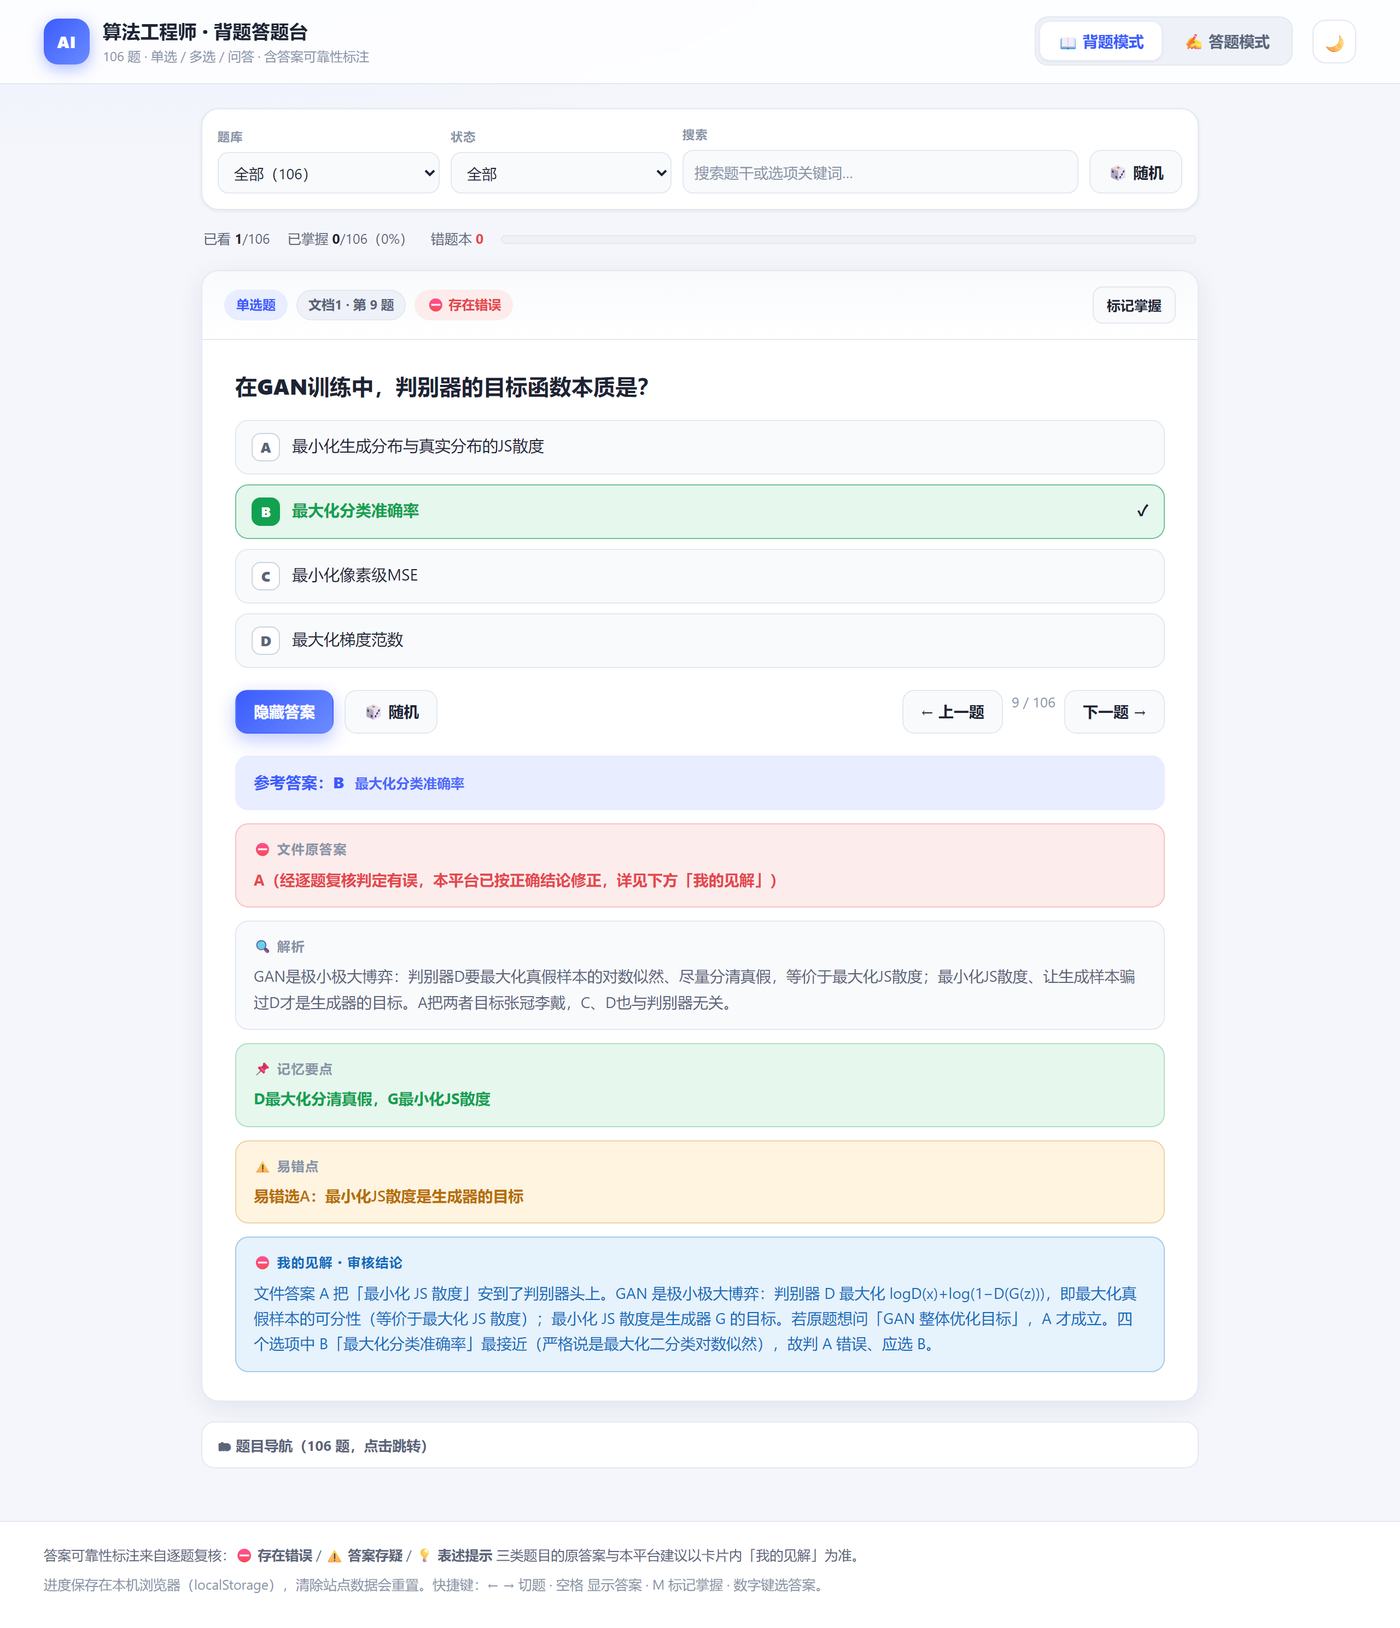 AI
算法工程师 · 背题答题台
106 题 · 单选 / 多选 / 问答 · 含答案可靠性标注
📖 背题模式
✍️ 答题模式
🌙
题库
状态
搜索
全部（106）
全部
搜索题干或选项关键词...
🎲 随机
已看 1/106 已掌握 0/106（0%） 错题本 0
单选题
文档1 · 第 9 题
⛔ 存在错误
标记掌握
在GAN训练中，判别器的目标函数本质是？
A 最小化生成分布与真实分布的JS散度
B 最大化分类准确率 ✓
C 最小化像素级MSE
D 最大化梯度范数
隐藏答案
🎲 随机
← 上一题
9 / 106
下一题 →
参考答案：B 最大化分类准确率
⛔ 文件原答案
A（经逐题复核判定有误，本平台已按正确结论修正，详见下方「我的见解」）
🔍 解析
GAN是极小极大博弈：判别器D要最大化真假样本的对数似然、尽量分清真假，等价于最大化JS散度；最小化JS散度、让生成样本骗
过D才是生成器的目标。A把两者目标张冠李戴，C、D也与判别器无关。
📌 记忆要点
D最大化分清真假，G最小化JS散度
⚠️ 易错点
易错选A：最小化JS散度是生成器的目标
⛔ 我的见解 · 审核结论
文件答案 A 把「最小化 JS 散度」安到了判别器头上。GAN 是极小极大博弈：判别器 D 最大化 logD(x)+log(1−D(G(z)))，即最大化真
假样本的可分性（等价于最大化 JS 散度）；最小化 JS 散度是生成器 G 的目标。若原题想问「GAN 整体优化目标」，A 才成立。四
个选项中 B「最大化分类准确率」最接近（严格说是最大化二分类对数似然），故判 A 错误、应选 B。
题目导航（106 题，点击跳转）
答案可靠性标注来自逐题复核：⛔ 存在错误 / ⚠️ 答案存疑 / 💡 表述提示 三类题目的原答案与本平台建议以卡片内「我的见解」为准。
进度保存在本机浏览器（localStorage），清除站点数据会重置。快捷键：← → 切题 · 空格 显示答案 · M 标记掌握 · 数字键选答案。